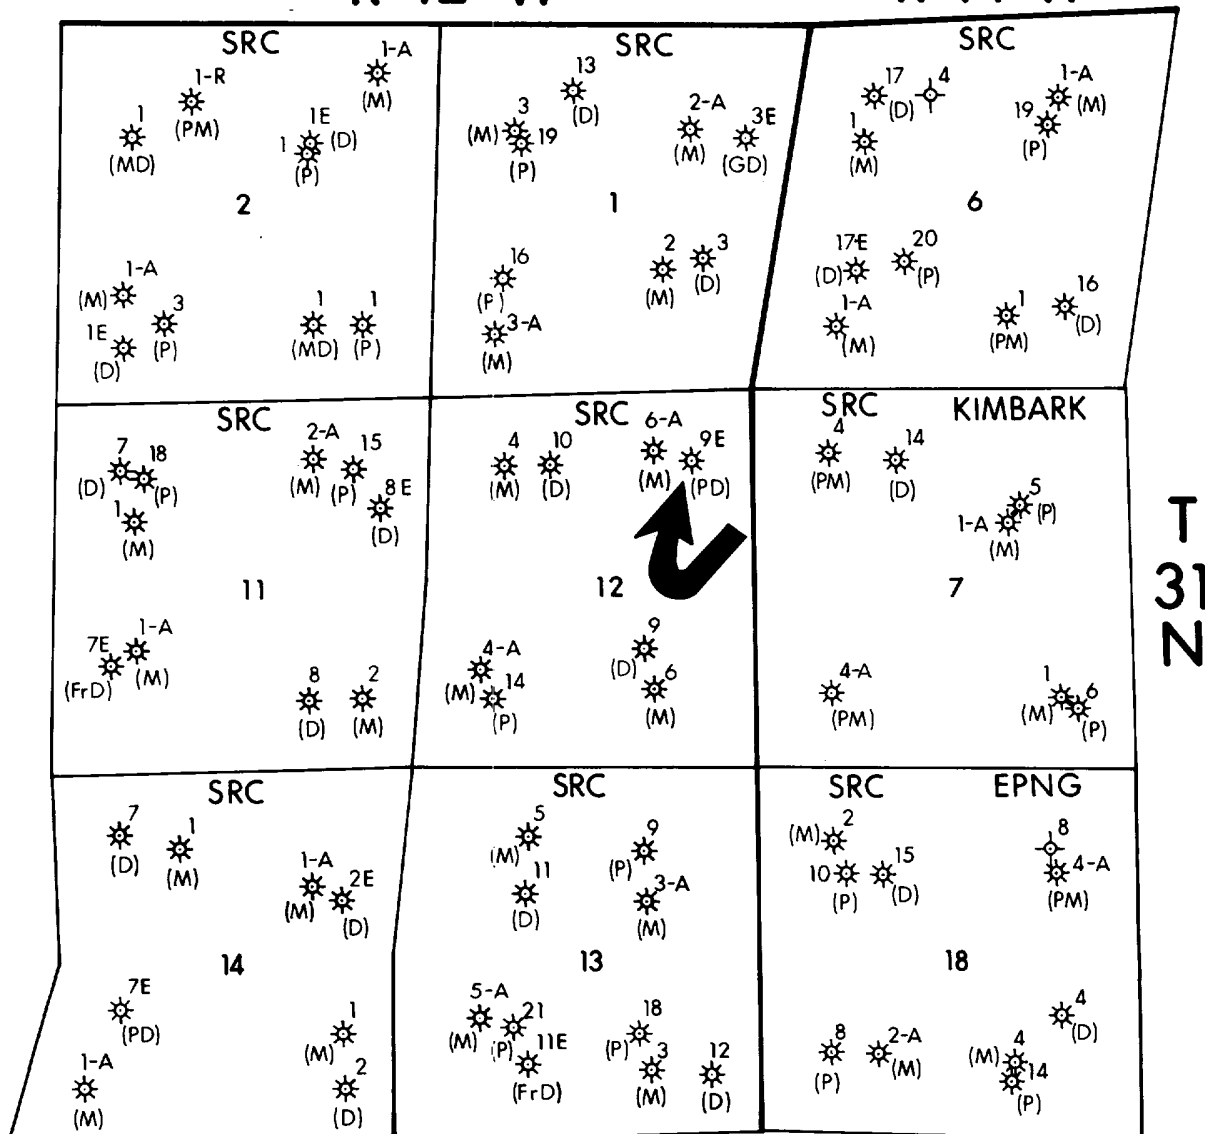 SRC SRC SRC
1-A
1-R
(M)
1
(PM)
(MD)
1E
(D)
1
(P)
2
1-A
(M)
3
(P)
1E
(D)
1
(MD)
1
(P)
13
(D)
3
(M)
19
(P)
2-A
(M)
3E
(GD)
1
16
(P)
3-A
(M)
2
(M)
3
(D)
17
(D)
4
1-A
(M)
1
(M)
19
(P)
6
17-E
(D)
20
(P)
1-A
(M)
1
(PM)
16
(D)
SRC SRC SRC KIMBARK
7
(D)
18
(P)
1
(M)
2-A
(M)
15
(P)
8E
(D)
11
7E
(FrD)
1-A
(M)
8
(D)
2
(M)
4
(M)
10
(D)
6-A
(M)
9E
(PD)
12
4-A
(M)
14
(P)
9
(D)
6
(M)
4
(PM)
14
(D)
5
(P)
1-A
(M)
7
4-A
(PM)
1
(M)
6
(P)
T
31
N
SRC SRC SRC EPNG
7
(D)
1
(M)
1-A
(M)
2E
(D)
14
7E
(PD)
1-A
(M)
1
(M)
2
(D)
5
(M)
11
(D)
9
(P)
3-A
(M)
13
5-A
(M)
21
(P)
11E
(FrD)
18
(P)
3
(M)
12
(D)
2
(M)
10
(P)
15
(D)
8
4-A
(PM)
18
8
(P)
2-A
(M)
4
(D)
4
(M)
14
(P)